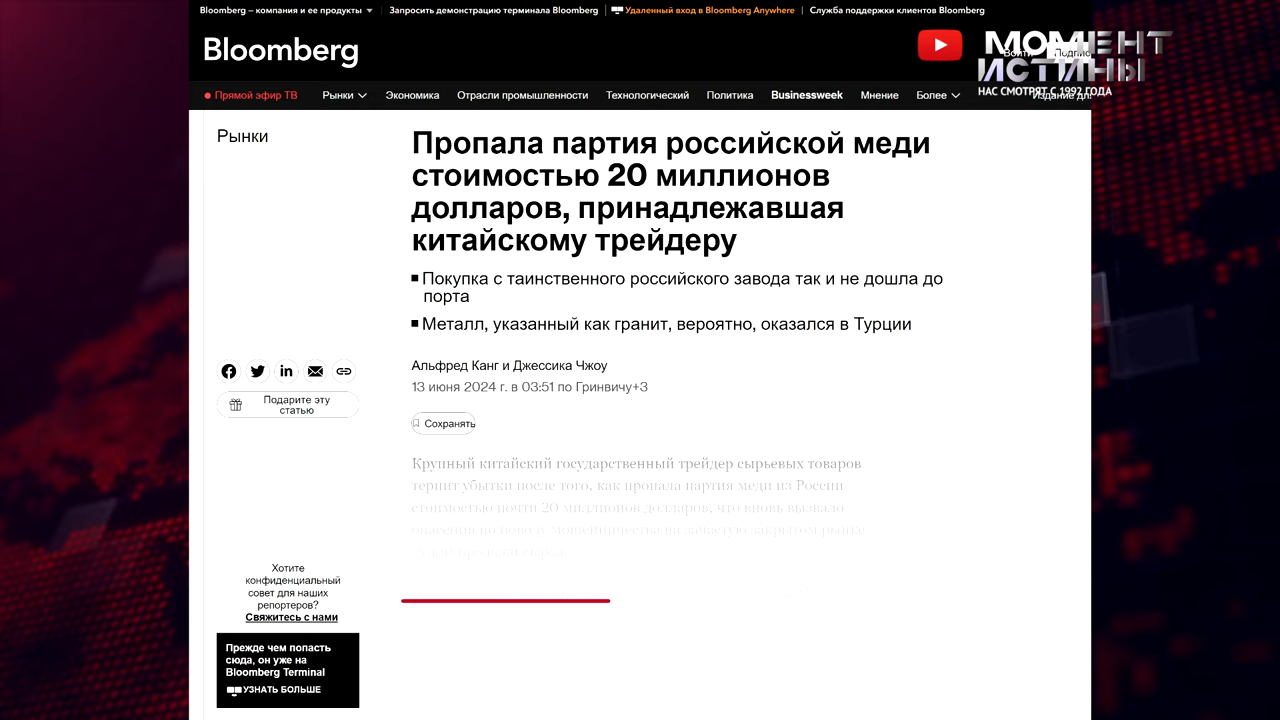 Bloomberg – компания и ее продукты
Запросить демонстрацию терминала Bloomberg
Удаленный вход в Bloomberg Anywhere
Служба поддержки клиентов Bloomberg
Bloomberg
Войти
Подпис
МОМЕНТ
ИСТИНЫ
НАС СМОТРЯТ С 1992 ГОДА
Прямой эфир ТВ
Рынки
Экономика
Отрасли промышленности
Технологический
Политика
Businessweek
Мнение
Более
Издание для
Рынки
Пропала партия российской меди
стоимостью 20 миллионов
долларов, принадлежавшая
китайскому трейдеру
Покупка с таинственного российского завода так и не дошла до
порта
Металл, указанный как гранит, вероятно, оказался в Турции
Альфред Канг и Джессика Чжоу
13 июня 2024 г. в 03:51 по Гринвичу+3
Подарите эту
статью
Сохранять
Крупный китайский государственный трейдер сырьевых товаров
терпит убытки после того, как пропала партия меди из России
стоимостью почти 20 миллионов долларов, что вновь вызвало
Хотите
конфиденциальный
совет для наших
репортеров?
Свяжитесь с нами
Прежде чем попасть
сюда, он уже на
Bloomberg Terminal
УЗНАТЬ БОЛЬШЕ